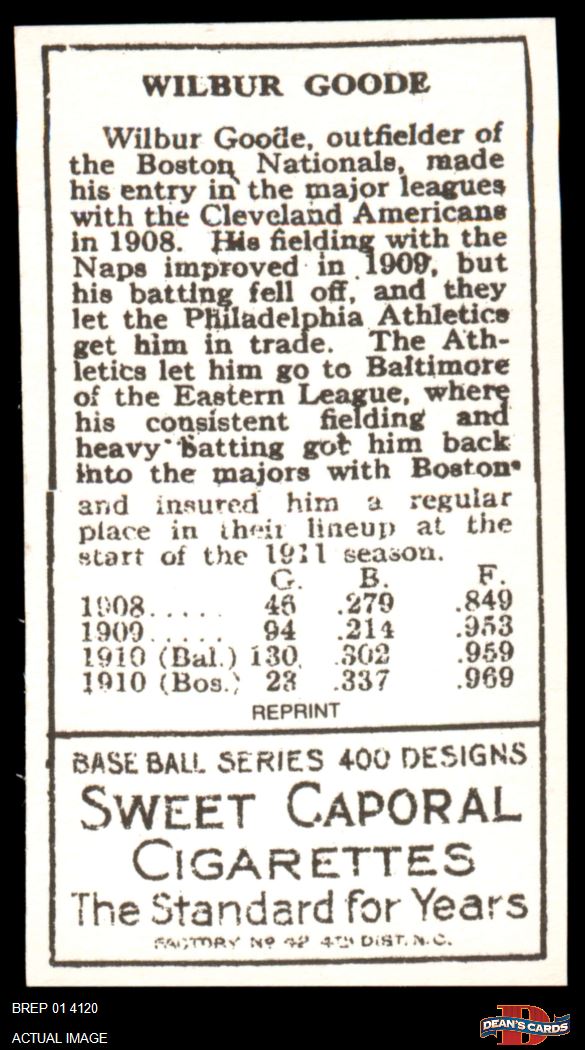 WILBUR GOODE
Wilbur Goode, outfielder of
the Boston Nationals, made
his entry in the major leagues
with the Cleveland Americans
in 1908. His fielding with the
Naps improved in 1909, but
his batting fell off, and they
let the Philadelphia Athletics
get him in trade. The Ath-
letics let him go to Baltimore
of the Eastern League, where
his consistent fielding and
heavy batting got him back
into the majors with Boston
and insured him a regular
place in their lineup at the
start of the 1911 season.
G. B. F.
1908..... 46 .279 .849
1909..... 94 .214 .953
1910 (Bal.) 130 .302 .959
1910 (Bos.) 23 .337 .969
REPRINT
BASE BALL SERIES 400 DESIGNS
SWEET CAPORAL
CIGARETTES
The Standard for Years
FACTORY No 42 4TH DIST. N.C.
BREP 01 4120
ACTUAL IMAGE
D
DEAN'S CARDS